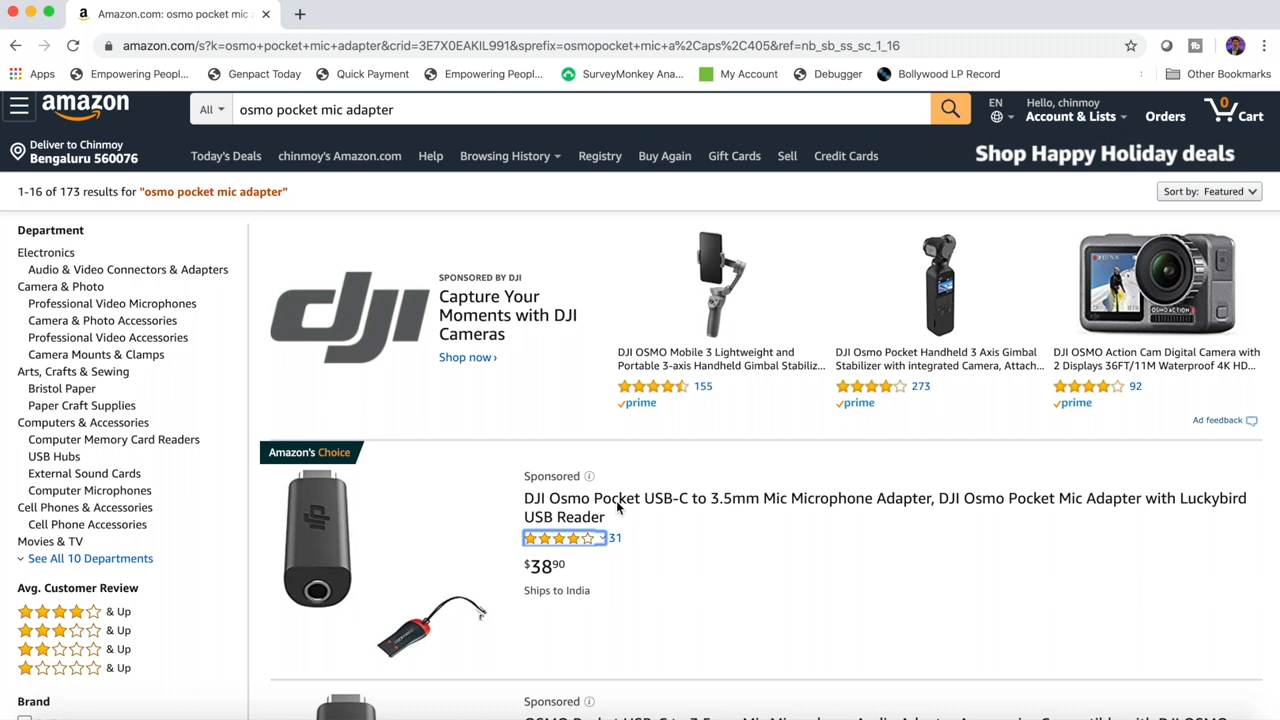 Amazon.com: osmo pocket mic a
amazon.com/s?k=osmo+pocket+mic+adapter&crid=3E7X0EAKIL991&sprefix=osmopocket+mic+a%2Caps%2C405&ref=nb_sb_ss_sc_1_16
Apps Empowering Peopl... Genpact Today Quick Payment Empowering Peopl... SurveyMonkey Ana... My Account Debugger Bollywood LP Record Other Bookmarks
amazon All osmo pocket mic adapter EN Hello, chinmoy Account & Lists Orders 0 Cart
Deliver to Chinmoy
Bengaluru 560076
Today's Deals chinmoy's Amazon.com Help Browsing History Registry Buy Again Gift Cards Sell Credit Cards Shop Happy Holiday deals
1-16 of 173 results for "osmo pocket mic adapter" Sort by: Featured
Department
Electronics
Audio & Video Connectors & Adapters
Camera & Photo
Professional Video Microphones
Camera & Photo Accessories
Professional Video Accessories
Camera Mounts & Clamps
Arts, Crafts & Sewing
Bristol Paper
Paper Craft Supplies
Computers & Accessories
Computer Memory Card Readers
USB Hubs
External Sound Cards
Computer Microphones
Cell Phones & Accessories
Cell Phone Accessories
Movies & TV
See All 10 Departments
Avg. Customer Review
& Up
& Up
& Up
& Up
Brand
dji
SPONSORED BY DJI
Capture Your
Moments with DJI
Cameras
Shop now ›
DJI OSMO Mobile 3 Lightweight and
Portable 3-axis Handheld Gimbal Stabiliz...
155
prime
DJI Osmo Pocket Handheld 3 Axis Gimbal
Stabilizer with integrated Camera, Attach...
273
prime
OSMO ACTION
DJI OSMO Action Cam Digital Camera with
2 Displays 36FT/11M Waterproof 4K HD...
92
prime
Ad feedback
Amazon's Choice
dji
Sponsored
DJI Osmo Pocket USB-C to 3.5mm Mic Microphone Adapter, DJI Osmo Pocket Mic Adapter with Luckybird
USB Reader
31
$38.90
Ships to India
Sponsored